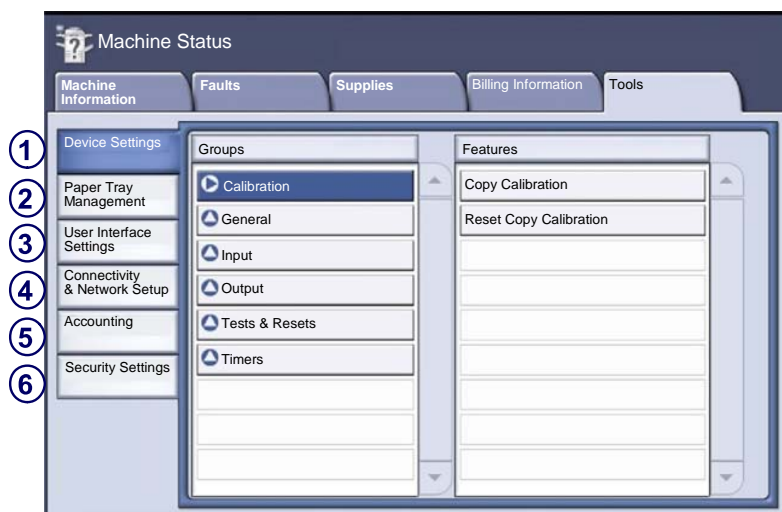 Machine Status
Machine
Information
Faults
Supplies
Billing Information
Tools
1
Device Settings
2
Paper Tray
Management
3
User Interface
Settings
4
Connectivity
& Network Setup
5
Accounting
6
Security Settings
Groups
Calibration
General
Input
Output
Tests & Resets
Timers
Features
Copy Calibration
Reset Copy Calibration